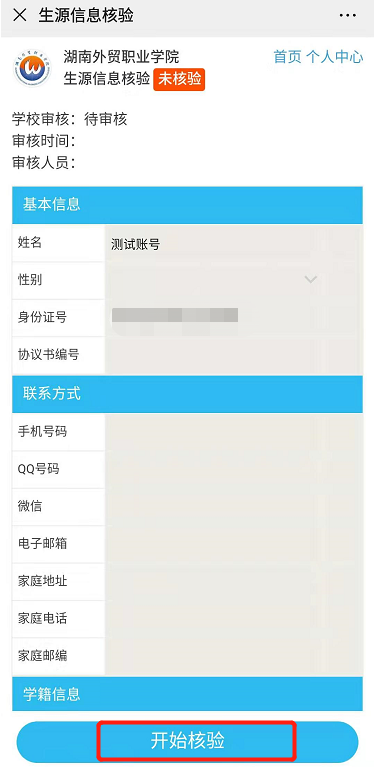 生源信息核验
湖南外贸职业学院
首页 个人中心
生源信息核验 未核验
学校审核：待审核
审核时间：
审核人员：
基本信息
姓名 测试账号
性别
身份证号
协议书编号
联系方式
手机号码
QQ号码
微信
电子邮箱
家庭地址
家庭电话
家庭邮编
学籍信息
开始核验